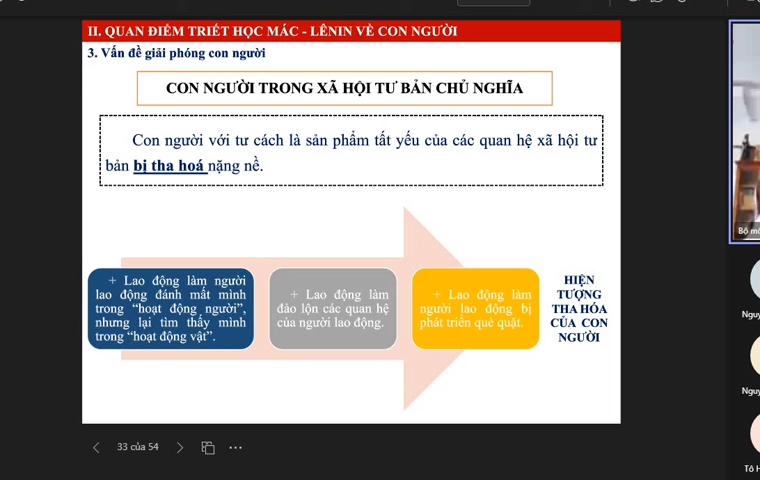 II. QUAN ĐIỂM TRIẾT HỌC MÁC - LÊNIN VỀ CON NGƯỜI
3. Vấn đề giải phóng con người
CON NGƯỜI TRONG XÃ HỘI TƯ BẢN CHỦ NGHĨA
Con người với tư cách là sản phẩm tất yếu của các quan hệ xã hội tư
bản bị tha hoá nặng nề.
+ Lao động làm người
lao động đánh mất mình
trong “hoạt động người”,
nhưng lại tìm thấy mình
trong “hoạt động vật”.
+ Lao động làm
đảo lộn các quan hệ
của người lao động.
+ Lao động làm
người lao động bị
phát triển què quặt.
HIỆN
TƯỢNG
THA HÓA
CỦA CON
NGƯỜI
33 của 54
Bộ
Tô